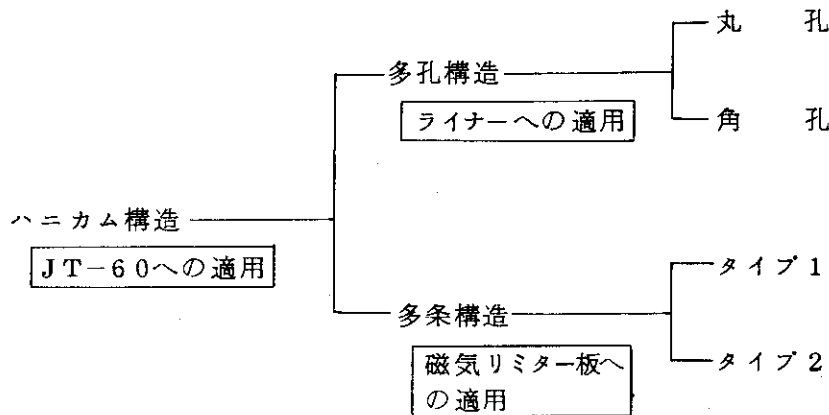 丸 孔
多孔構造
ライナーへの適用
角 孔
ハニカム構造
JT-60への適用
タイプ1
多条構造
磁気リミター板へ
の適用
タイプ2